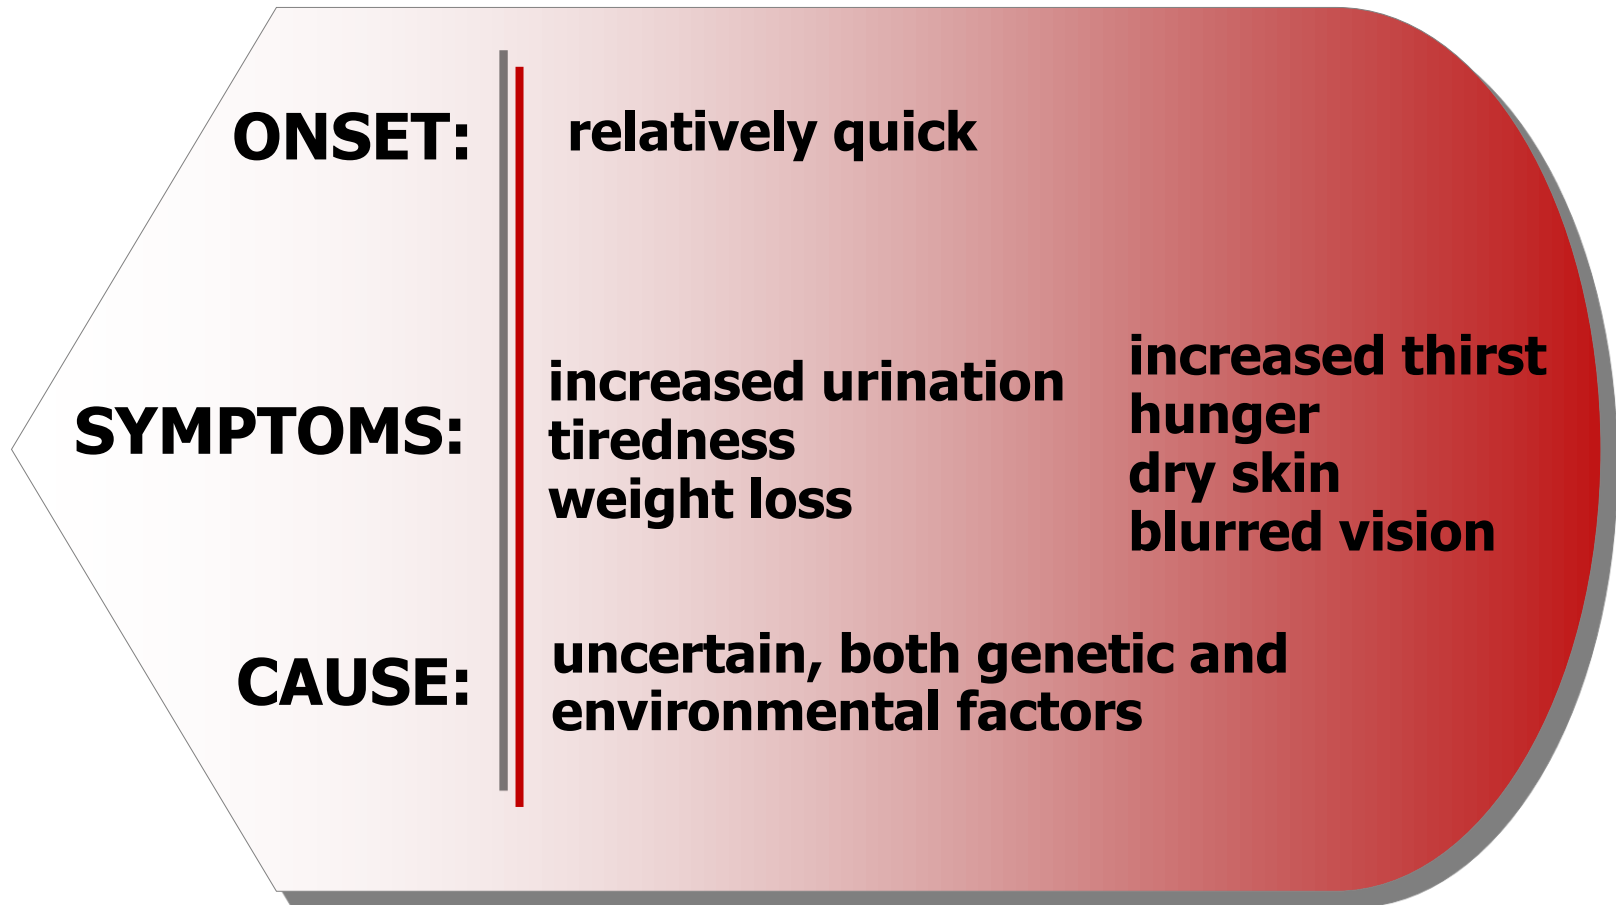 ONSET:
relatively quick
SYMPTOMS:
increased urination
tiredness
weight loss
increased thirst
hunger
dry skin
blurred vision
CAUSE:
uncertain, both genetic and
environmental factors